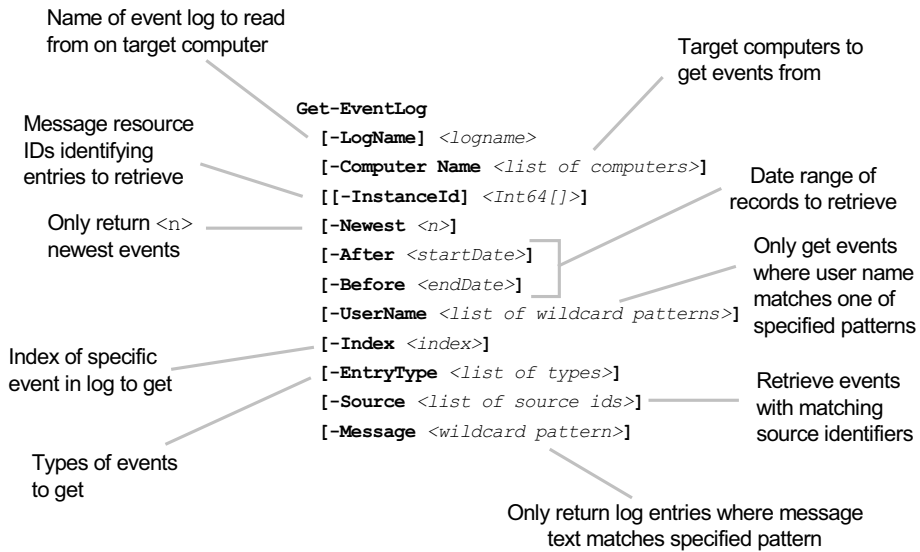 Name of event log to read
from on target computer
Target computers to
get events from
Get-EventLog
[-LogName] <logname>
[-Computer Name <list of computers>]
[[-InstanceId] <Int64[]>]
[-Newest <n>]
[-After <startDate>]
[-Before <endDate>]
[-UserName <list of wildcard patterns>]
[-Index <index>]
[-EntryType <list of types>]
[-Source <list of source ids>]
[-Message <wildcard pattern>]
Message resource
IDs identifying
entries to retrieve
Only return <n>
newest events
Date range of
records to retrieve
Only get events
where user name
matches one of
specified patterns
Index of specific
event in log to get
Retrieve events
with matching
source identifiers
Types of events
to get
Only return log entries where message
text matches specified pattern